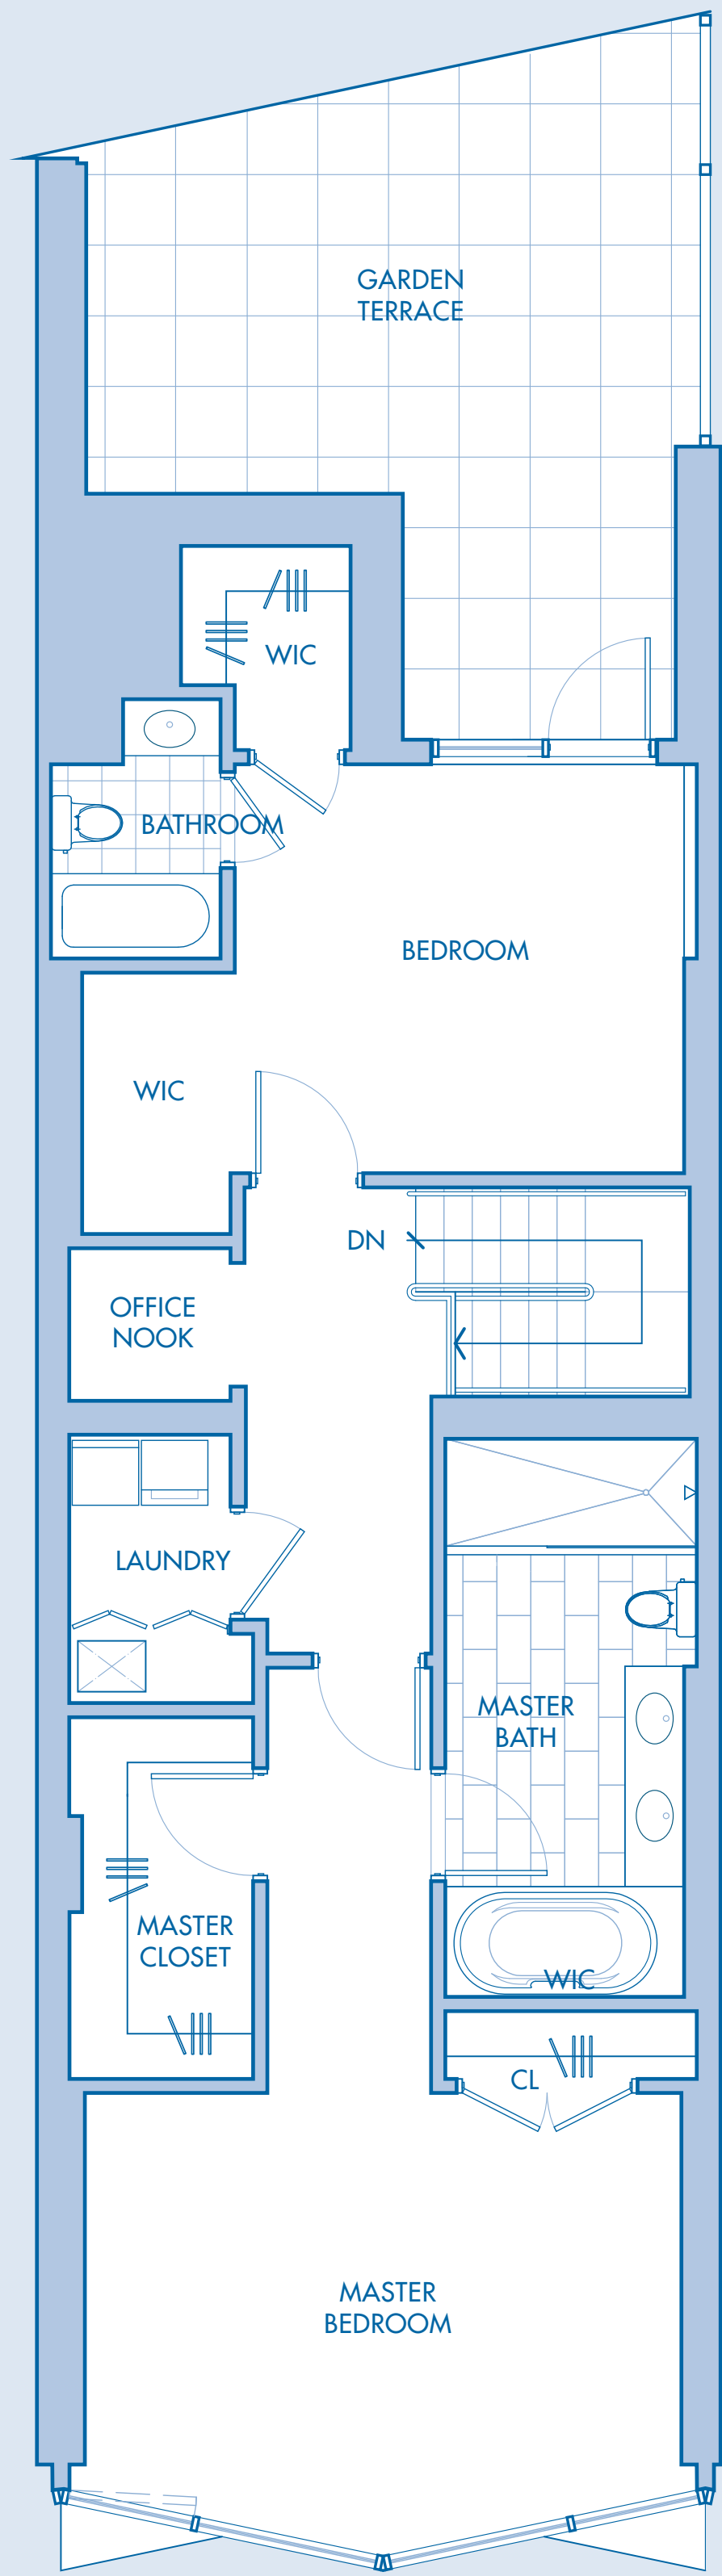 GARDEN
TERRACE
WIC
BATHROOM
BEDROOM
WIC
DN
OFFICE
NOOK
LAUNDRY
MASTER
BATH
MASTER
CLOSET
WIC
CL
MASTER
BEDROOM